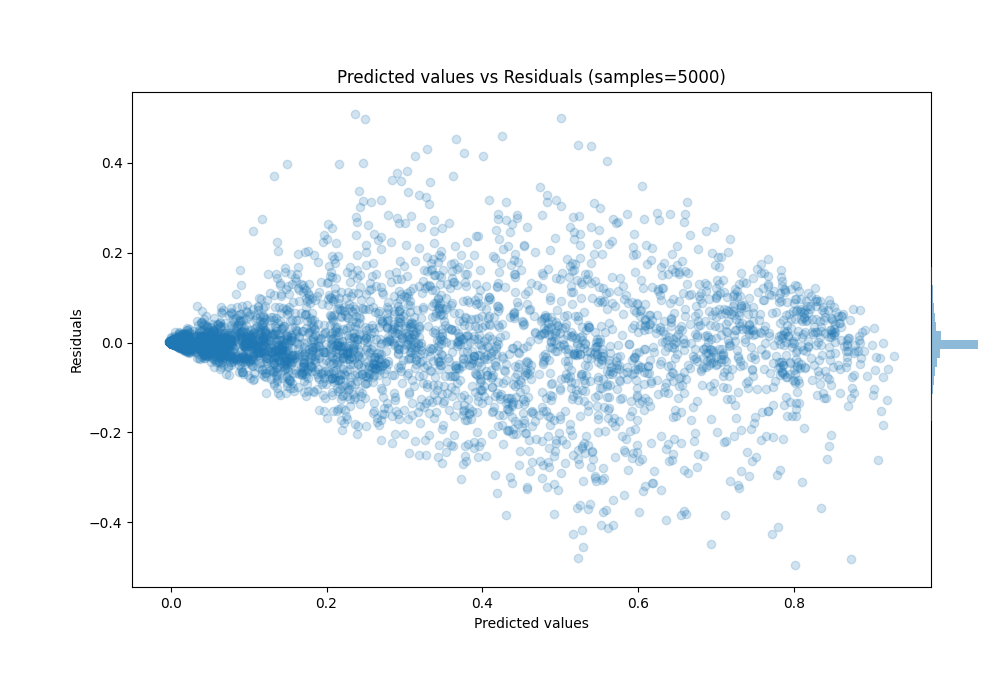 Predicted values vs Residuals (samples=5000)
Residuals
0.4
0.2
0.0
−0.2
−0.4
0.0 0.2 0.4 0.6 0.8
Predicted values